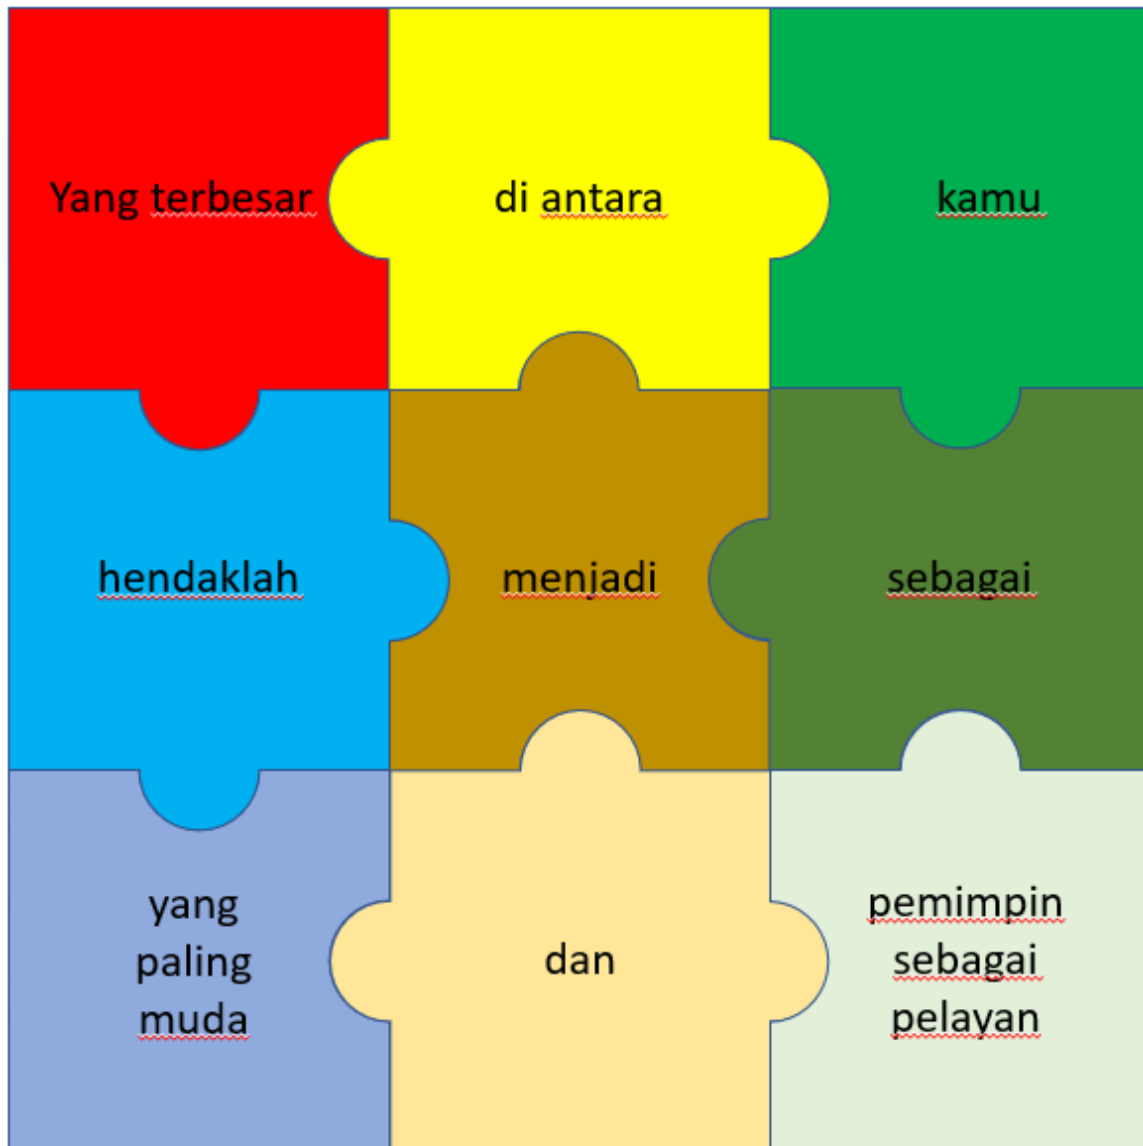 Yang terbesar
di antara
kamu
hendaklah
menjadi
sebagai
yang
paling
muda
dan
pemimpin
sebagai
pelayan